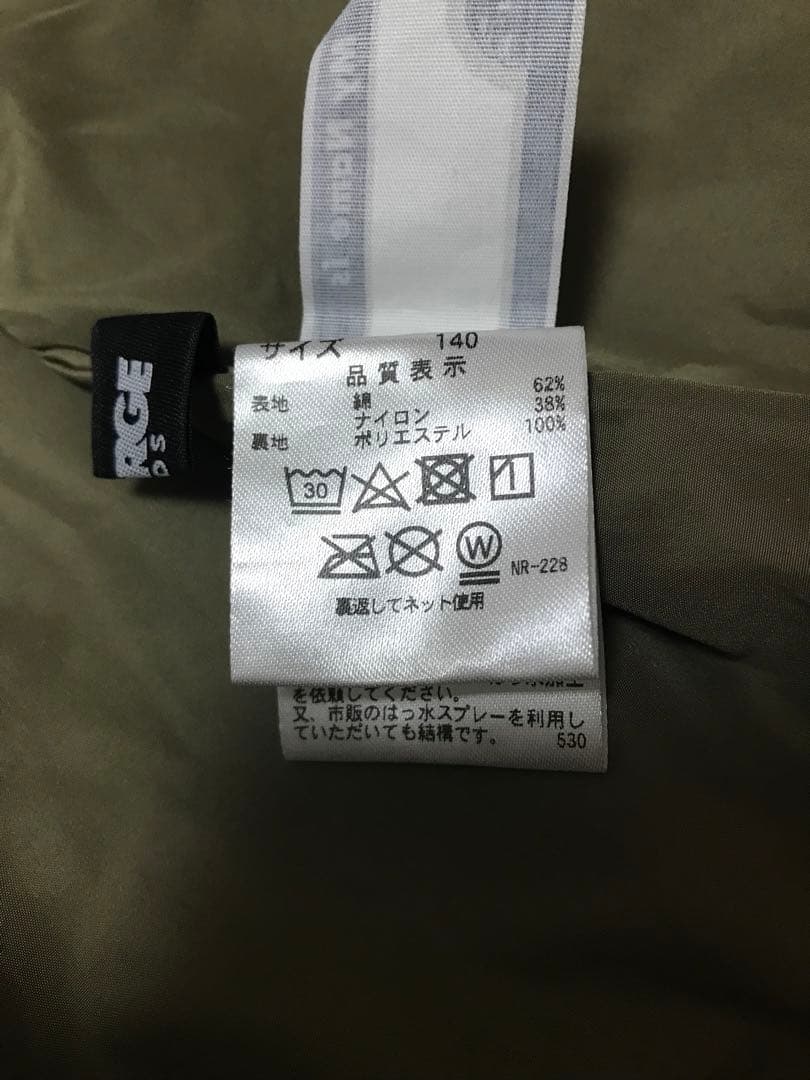 RGE
DS
サイズ 140
品質表示
表地 綿 62%
ナイロン 38%
裏地 ポリエステル 100%
30
W
NR-228
裏返してネット使用
を依頼してください。
又、市販のはっ水スプレーを利用し
ていただいても結構です。
530